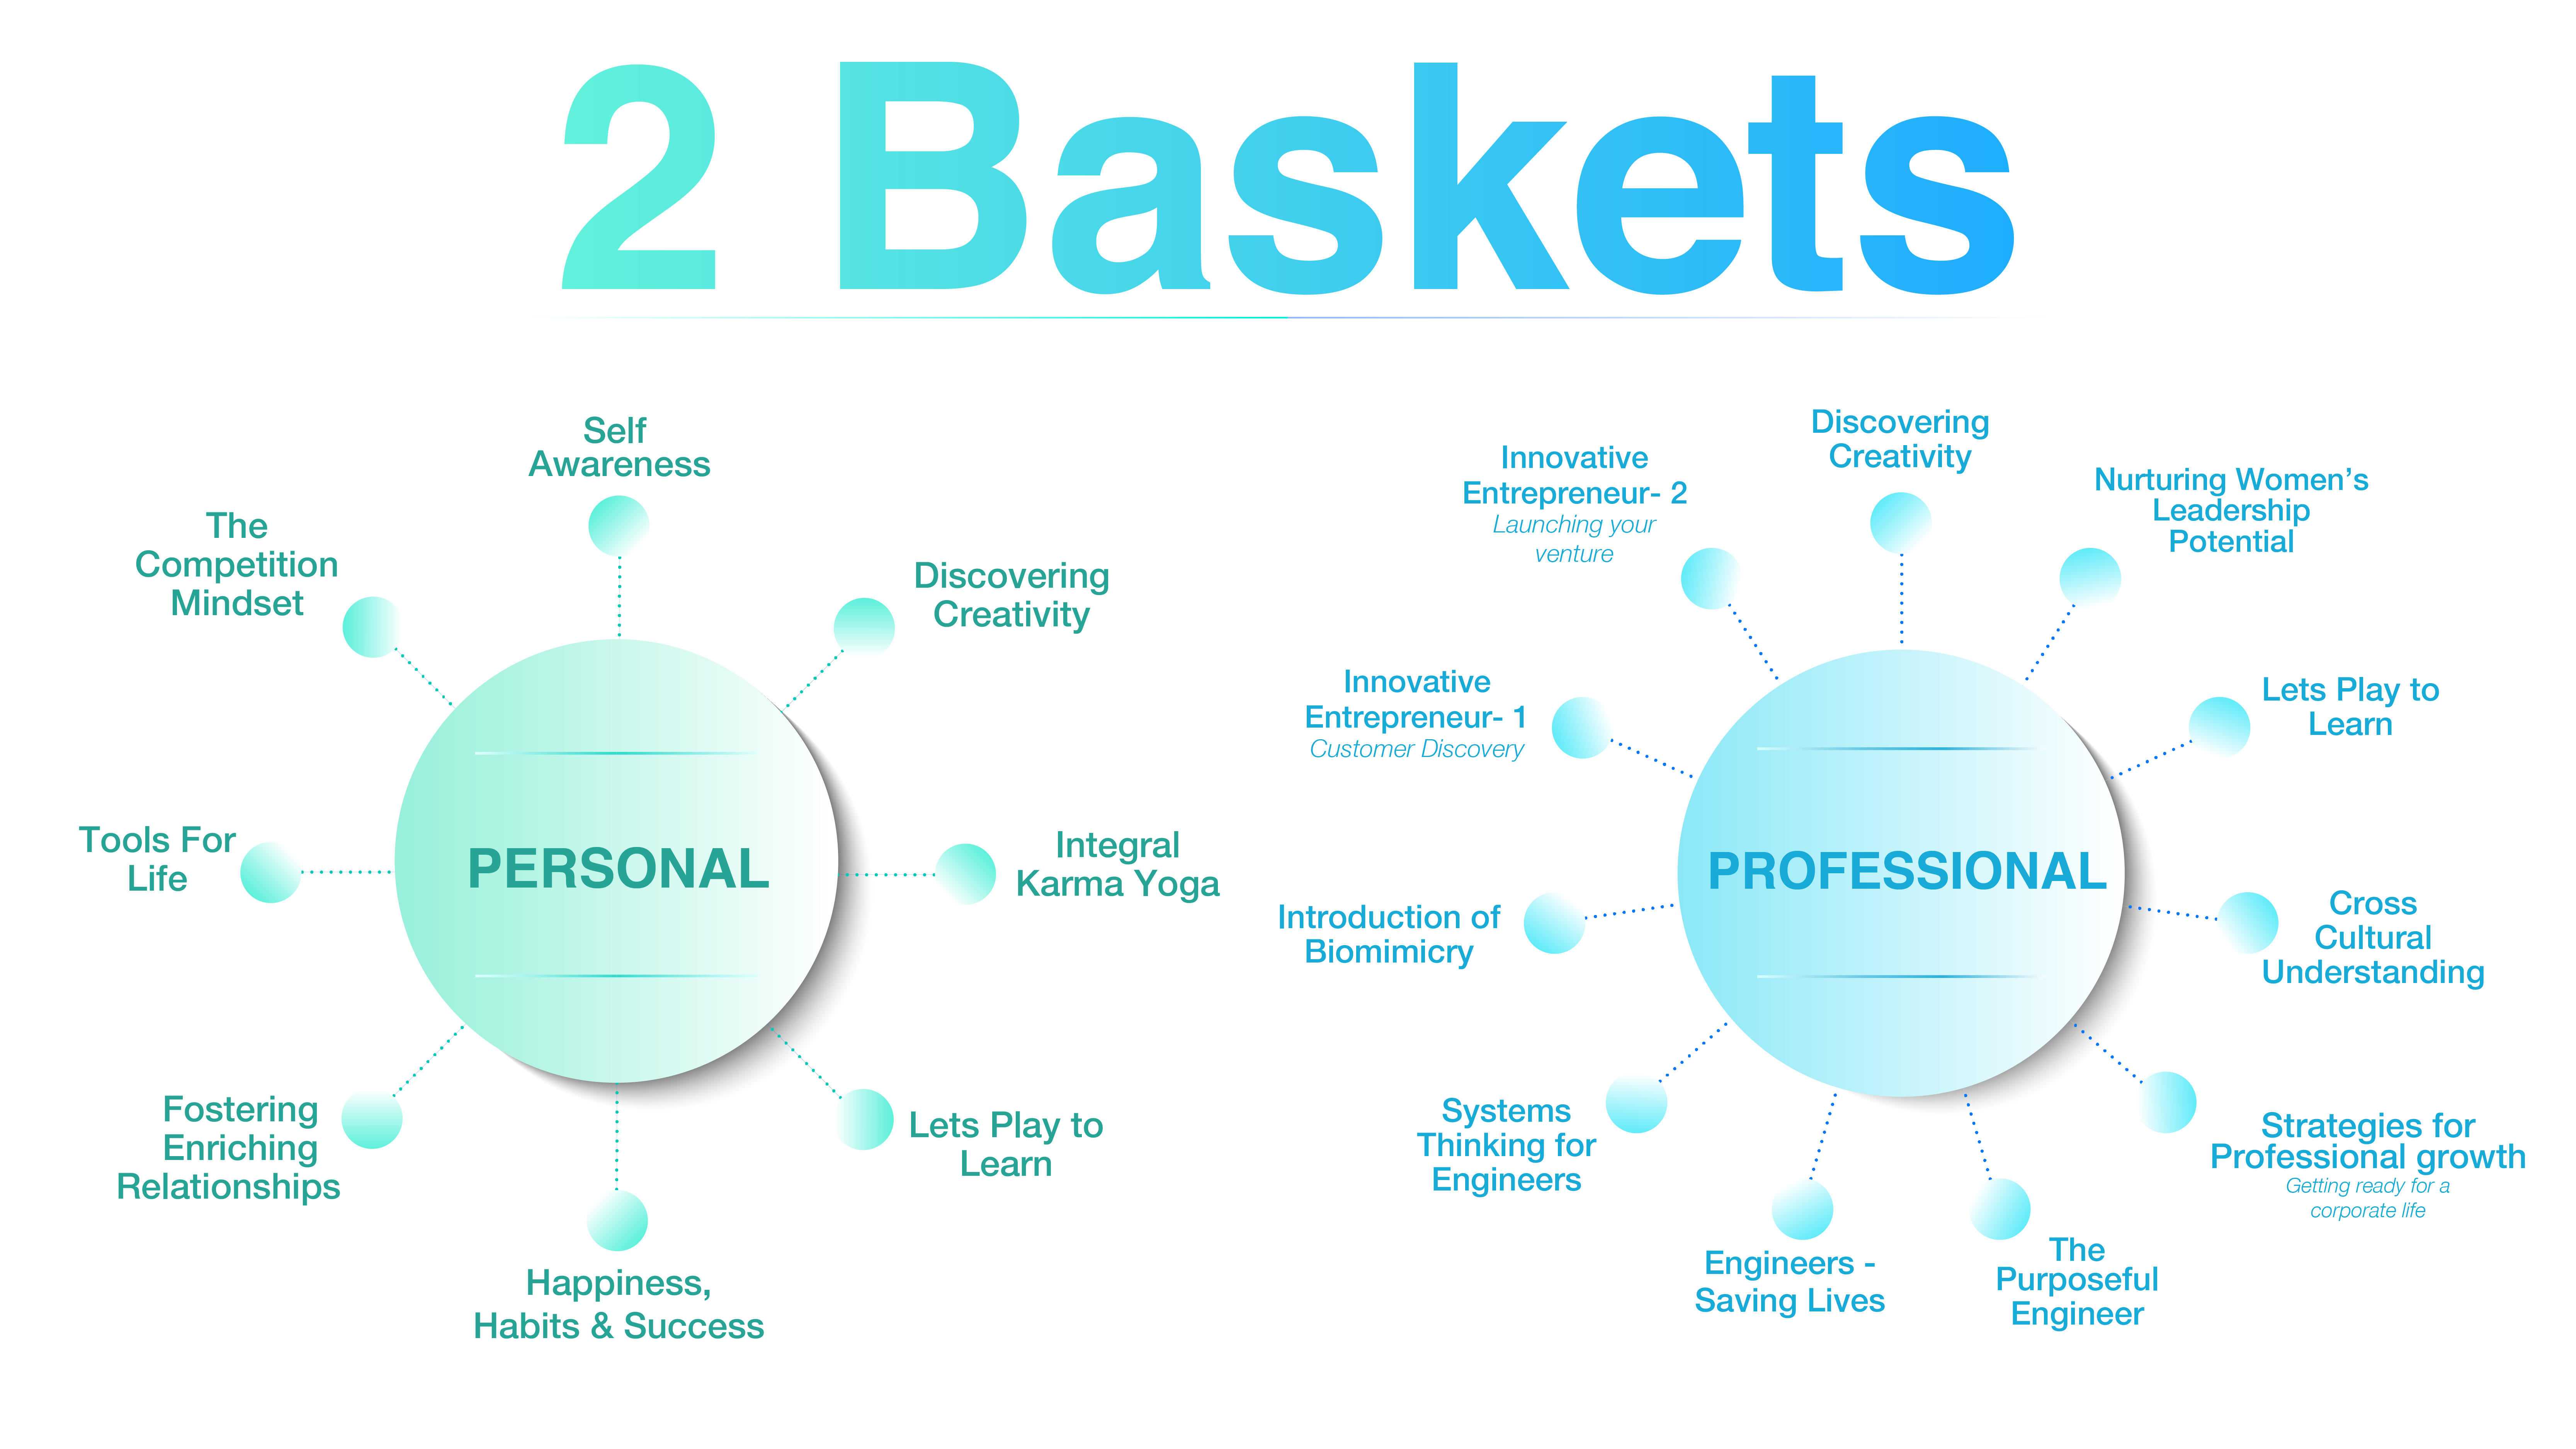 2 Baskets
Self
Awareness
Discovering
Creativity
Integral
Karma Yoga
Lets Play to
Learn
Happiness,
Habits & Success
Fostering
Enriching
Relationships
Tools For
Life
The
Competition
Mindset
PERSONAL
Discovering
Creativity
Nurturing Women’s
Leadership
Potential
Lets Play to
Learn
Cross
Cultural
Understanding
Strategies for
Professional growth
Getting ready for a
corporate life
The
Purposeful
Engineer
Engineers -
Saving Lives
Systems
Thinking for
Engineers
Introduction of
Biomimicry
Innovative
Entrepreneur- 1
Customer Discovery
Innovative
Entrepreneur- 2
Launching your
venture
PROFESSIONAL